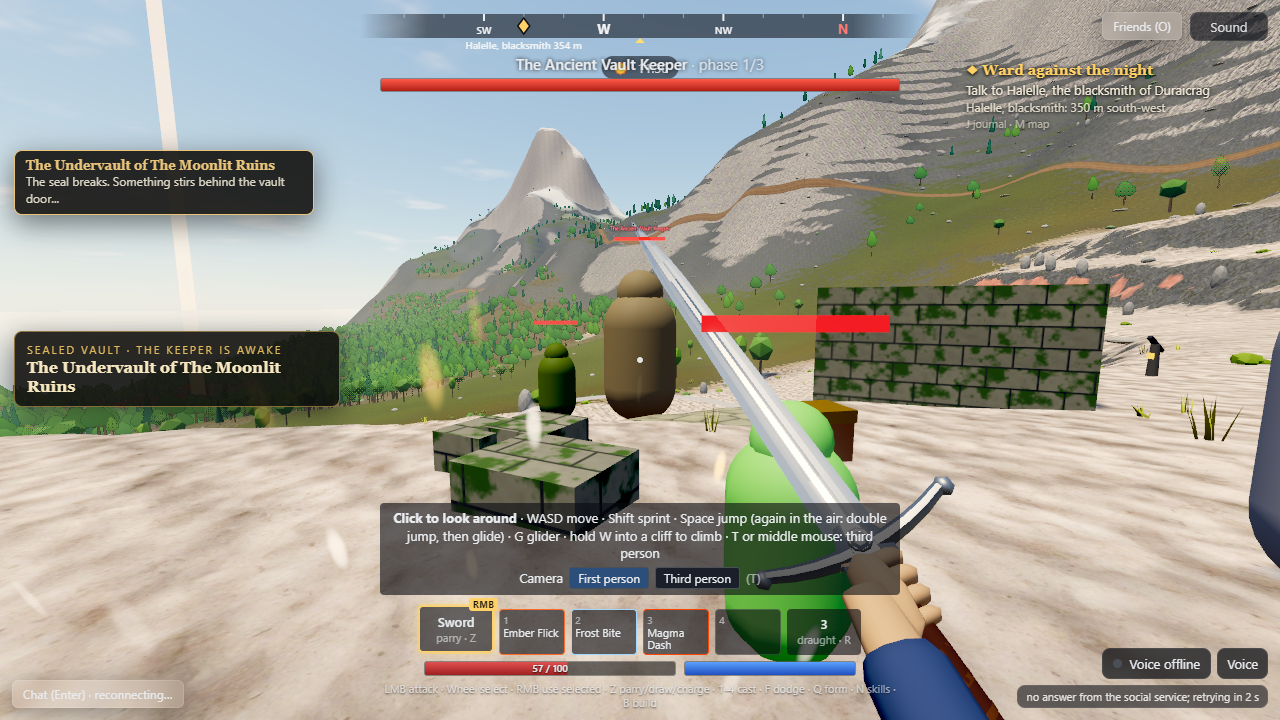 SW W NW N
Halelle, blacksmith 354 m
The Ancient Vault Keeper · phase 1/3
Friends (O)
Sound
Ward against the night
Talk to Halelle, the blacksmith of Duraicrag
Halelle, blacksmith: 350 m south-west
J journal · M map
The Undervault of The Moonlit Ruins
The seal breaks. Something stirs behind the vault
door...
The Ancient Vault Keeper
SEALED VAULT · THE KEEPER IS AWAKE
The Undervault of The Moonlit
Ruins
Click to look around · WASD move · Shift sprint · Space jump (again in the air: double
jump, then glide) · G glider · hold W into a cliff to climb · T or middle mouse: third
person
Camera First person Third person (T)
RMB
Sword
parry · Z
1
Ember Flick
2
Frost Bite
3
Magma
Dash
4
3
draught · R
57 / 100
LMB attack · Wheel select · RMB use selected · Z parry/draw/charge · 1-4 cast · F dodge · Q form · N skills ·
B build
Chat (Enter) · reconnecting...
Voice offline
Voice
no answer from the social service; retrying in 2 s